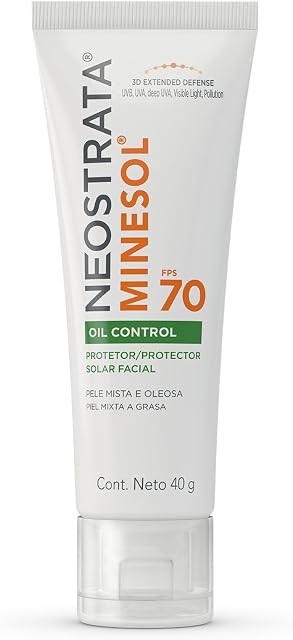 3D EXTENDED DEFENSE
UVB, UVA, deep UVA, Visible Light, Pollution
NEOSTRATA®
MINESOL®
FPS
70
OIL CONTROL
PROTETOR/PROTECTOR
SOLAR FACIAL
PELE MISTA E OLEOSA
PIEL MIXTA A GRASA
Cont. Neto 40 g